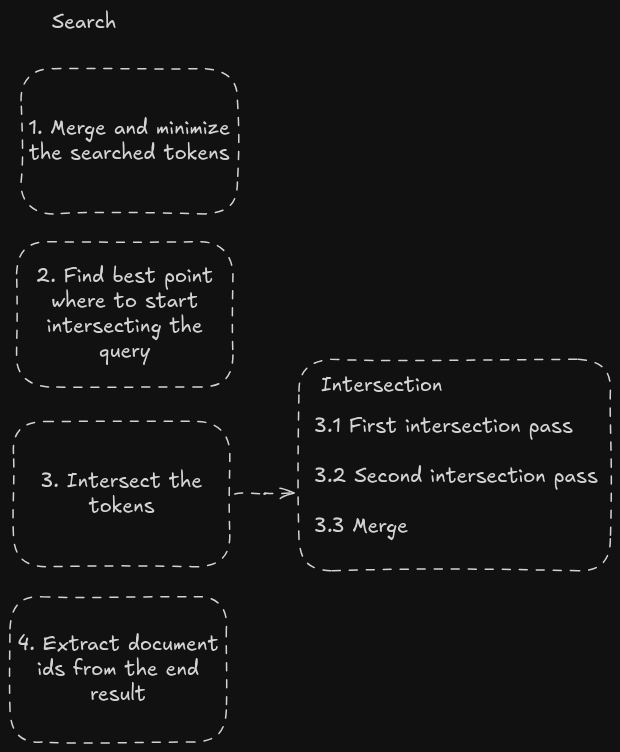 Search
1. Merge and minimize
the searched tokens
2. Find best point
where to start
intersecting the
query
3. Intersect the
tokens
Intersection
3.1 First intersection pass
3.2 Second intersection pass
3.3 Merge
4. Extract document
ids from the end
result